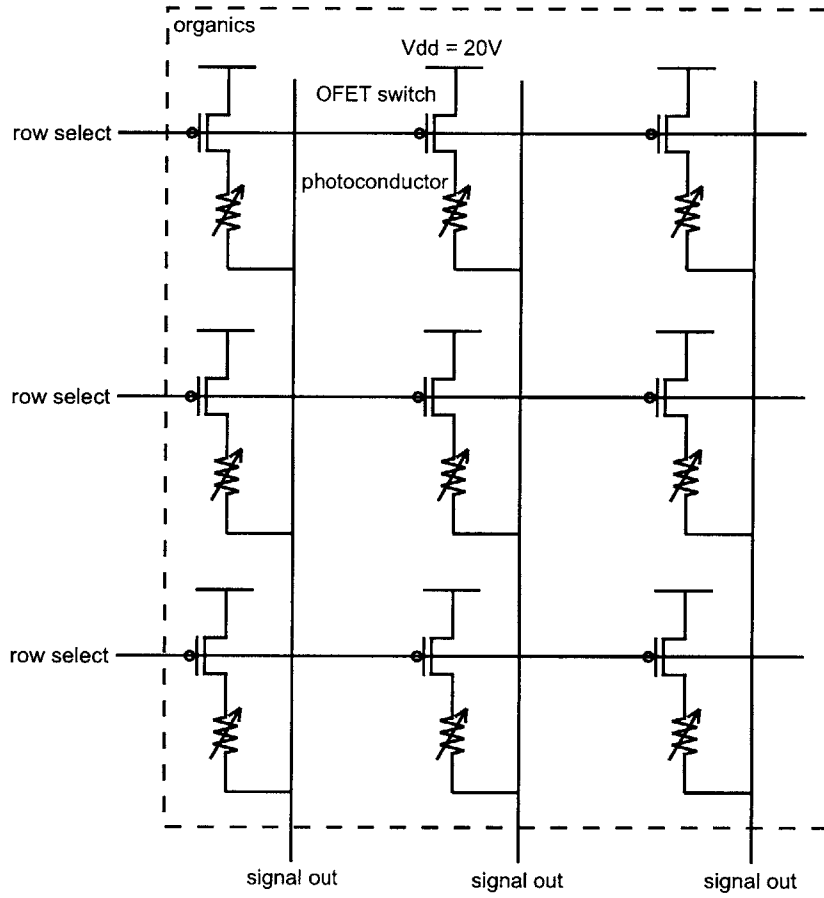 organics
Vdd = 20V
OFET switch
row select
photoconductor
row select
row select
signal out
signal out
signal out